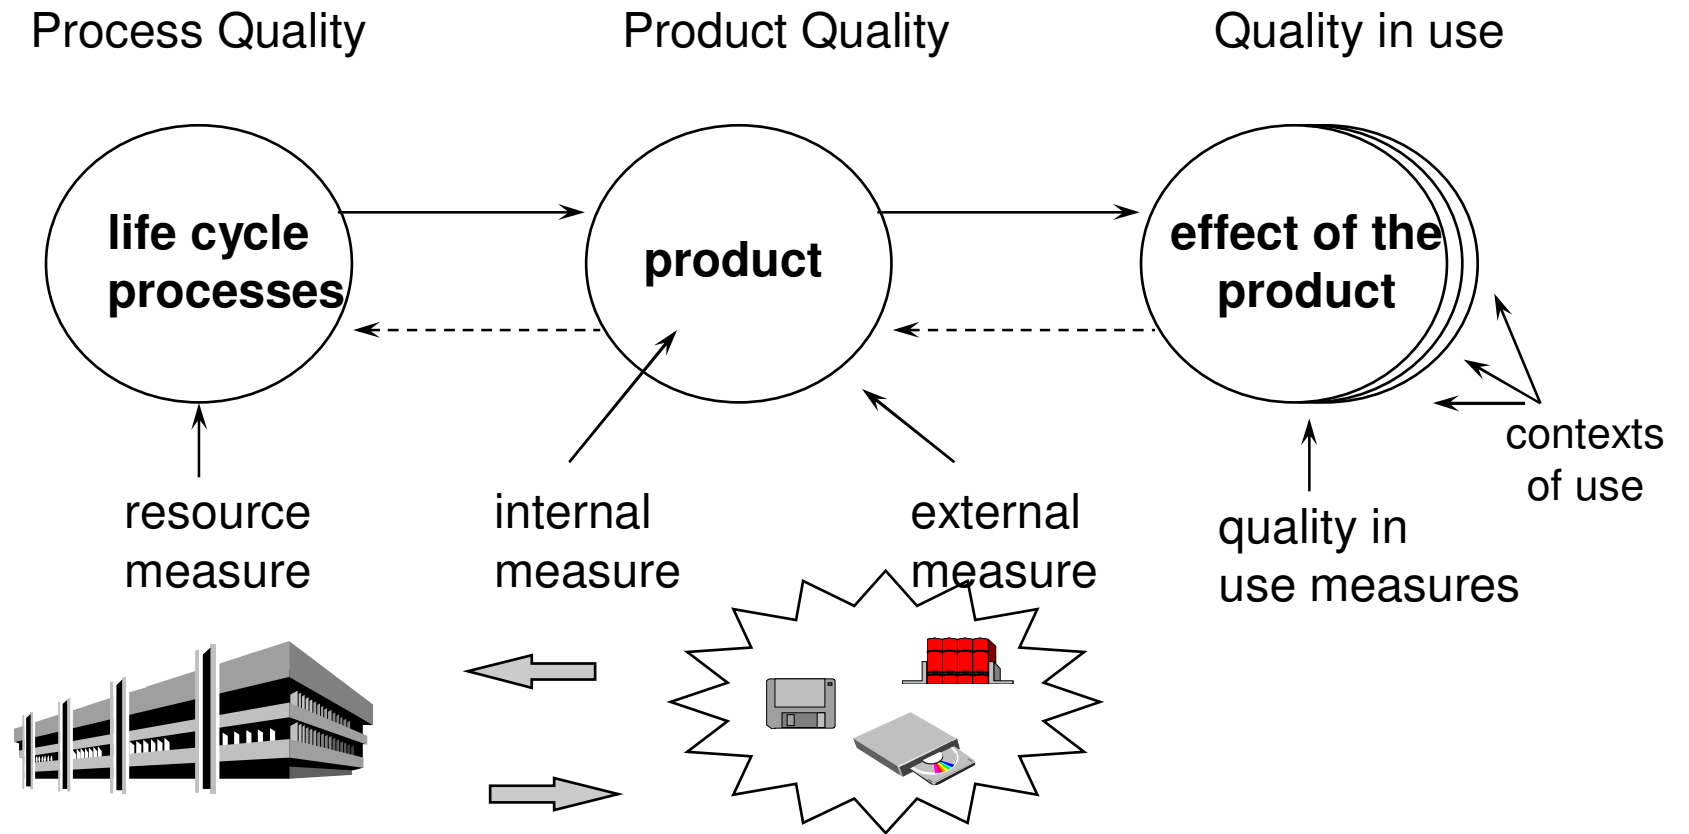 Process Quality
Product Quality
Quality in use
life cycle
processes
product
effect of the
product
contexts
of use
resource
measure
internal
measure
external
measure
quality in
use measures